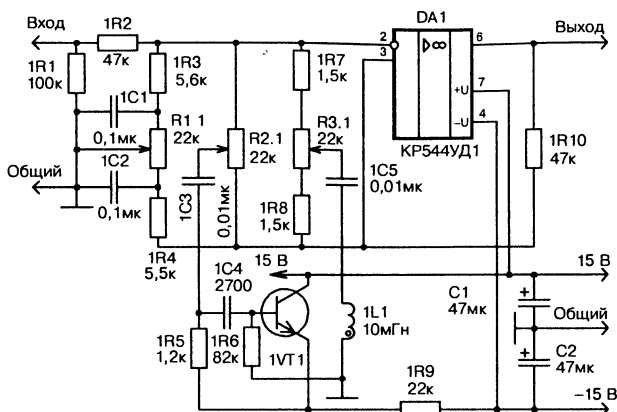 Вход
1R2
47к
1R1
100к
1R3
5,6к
1C1
0,1мк
R1 1
22к
1C2
0,1мк
Общий
1R4
5,5к
1C3
0,01мк
R2.1
22к
1R7
1,5к
R3.1
22к
1R8
1,5к
1C5
0,01мк
DA1
2
3
▷∞
+U
–U
6
7
4
КР544УД1
Выход
1R10
47к
15 В
15 В
1C4
2700
1R5
1,2к
1R6
82к
1VT1
1L1
10мГн
C1
47мк
+
Общий
+
C2
47мк
1R9
22к
–15 В